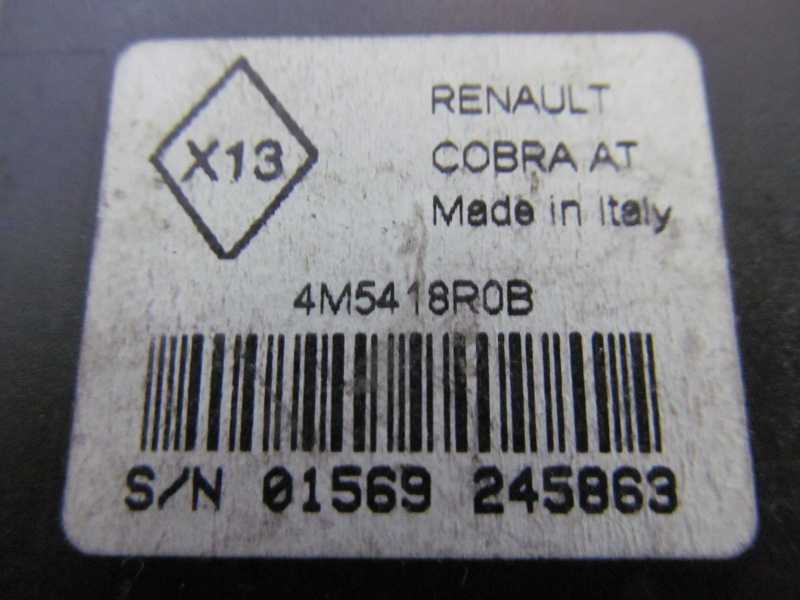 X13
RENAULT
COBRA AT
Made in Italy
4M5418R0B
S/N 01569 245863